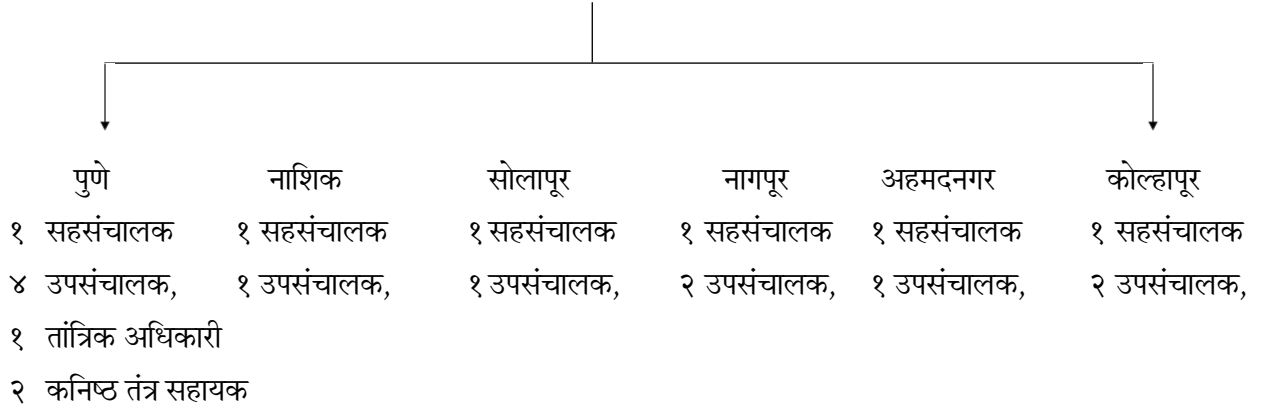 पुणे नाशिक सोलापूर नागपूर अहमदनगर कोल्हापूर
१ सहसंचालक १ सहसंचालक १ सहसंचालक १ सहसंचालक १ सहसंचालक १ सहसंचालक
४ उपसंचालक, १ उपसंचालक, १ उपसंचालक, २ उपसंचालक, १ उपसंचालक, २ उपसंचालक,
१ तांत्रिक अधिकारी
२ कनिष्ठ तंत्र सहायक